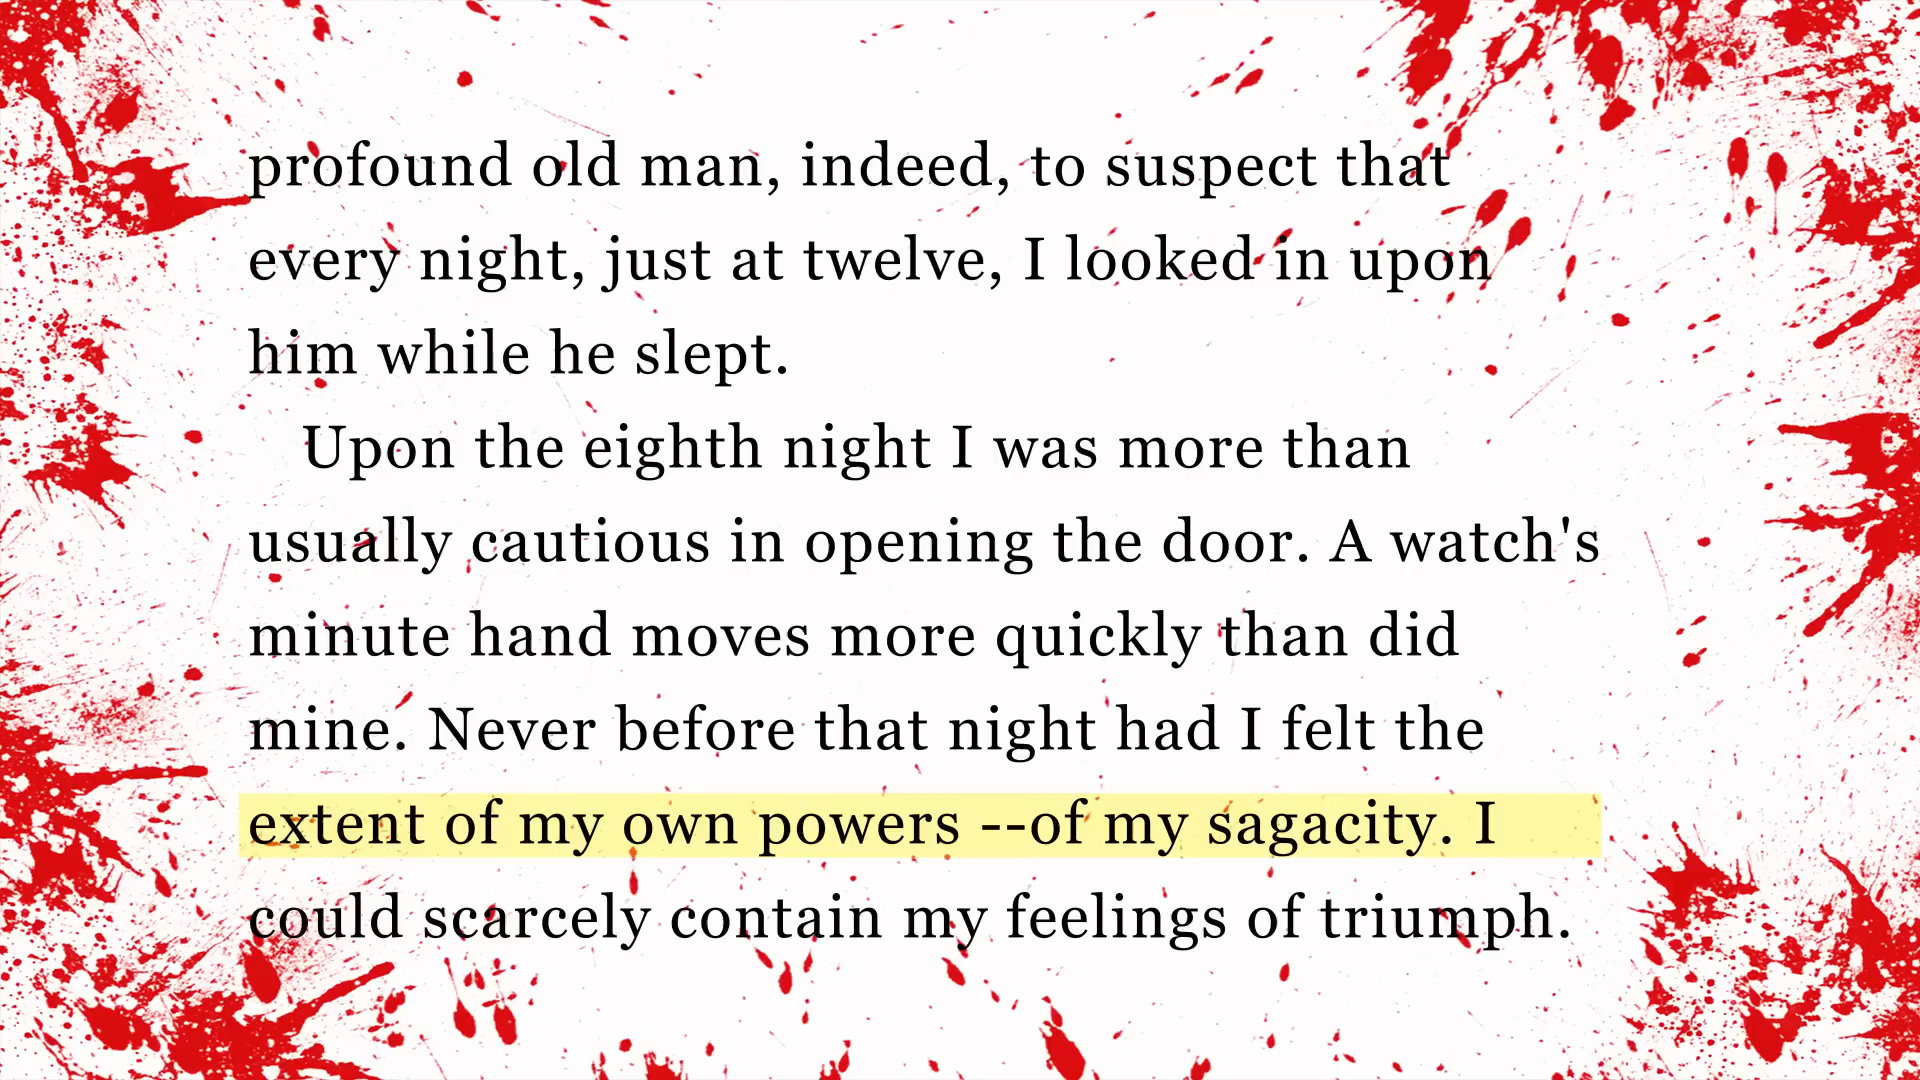 profound old man, indeed, to suspect that
every night, just at twelve, I looked in upon
him while he slept.
Upon the eighth night I was more than
usually cautious in opening the door. A watch's
minute hand moves more quickly than did
mine. Never before that night had I felt the
extent of my own powers --of my sagacity. I
could scarcely contain my feelings of triumph.